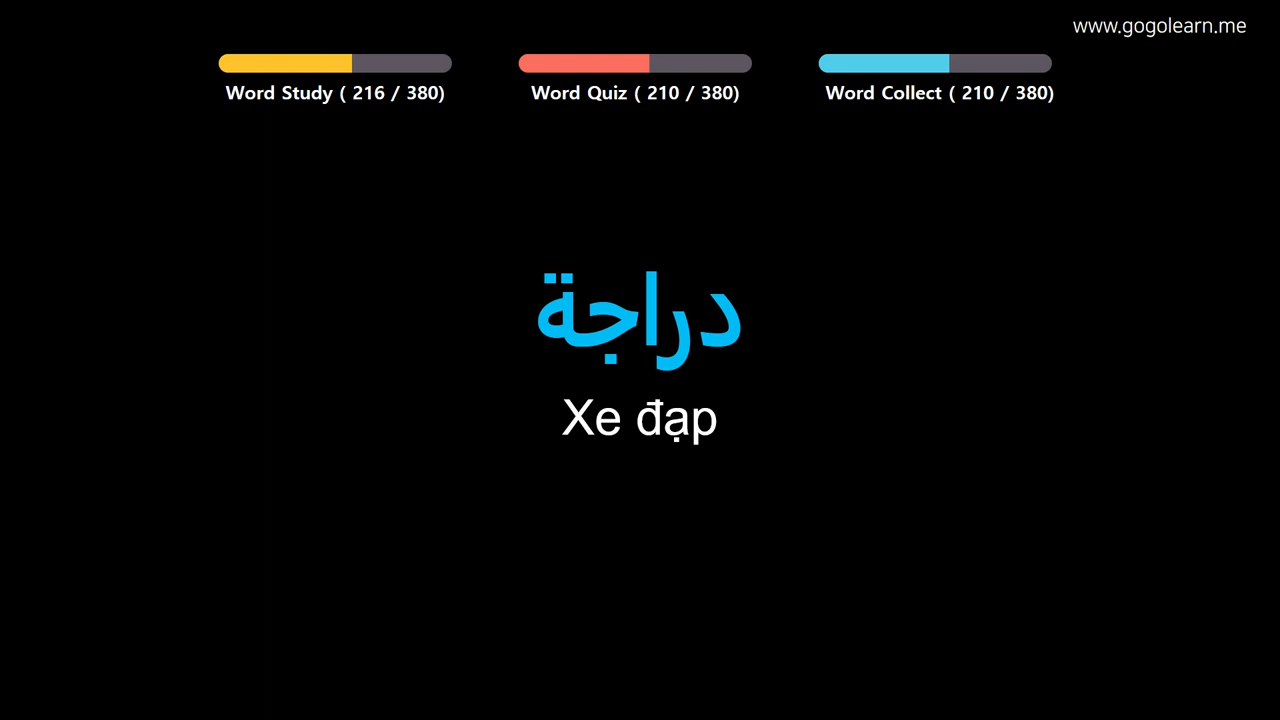 www.gogolearn.me
Word Study ( 216 / 380)
Word Quiz ( 210 / 380)
Word Collect ( 210 / 380)
دراجة
Xe đạp